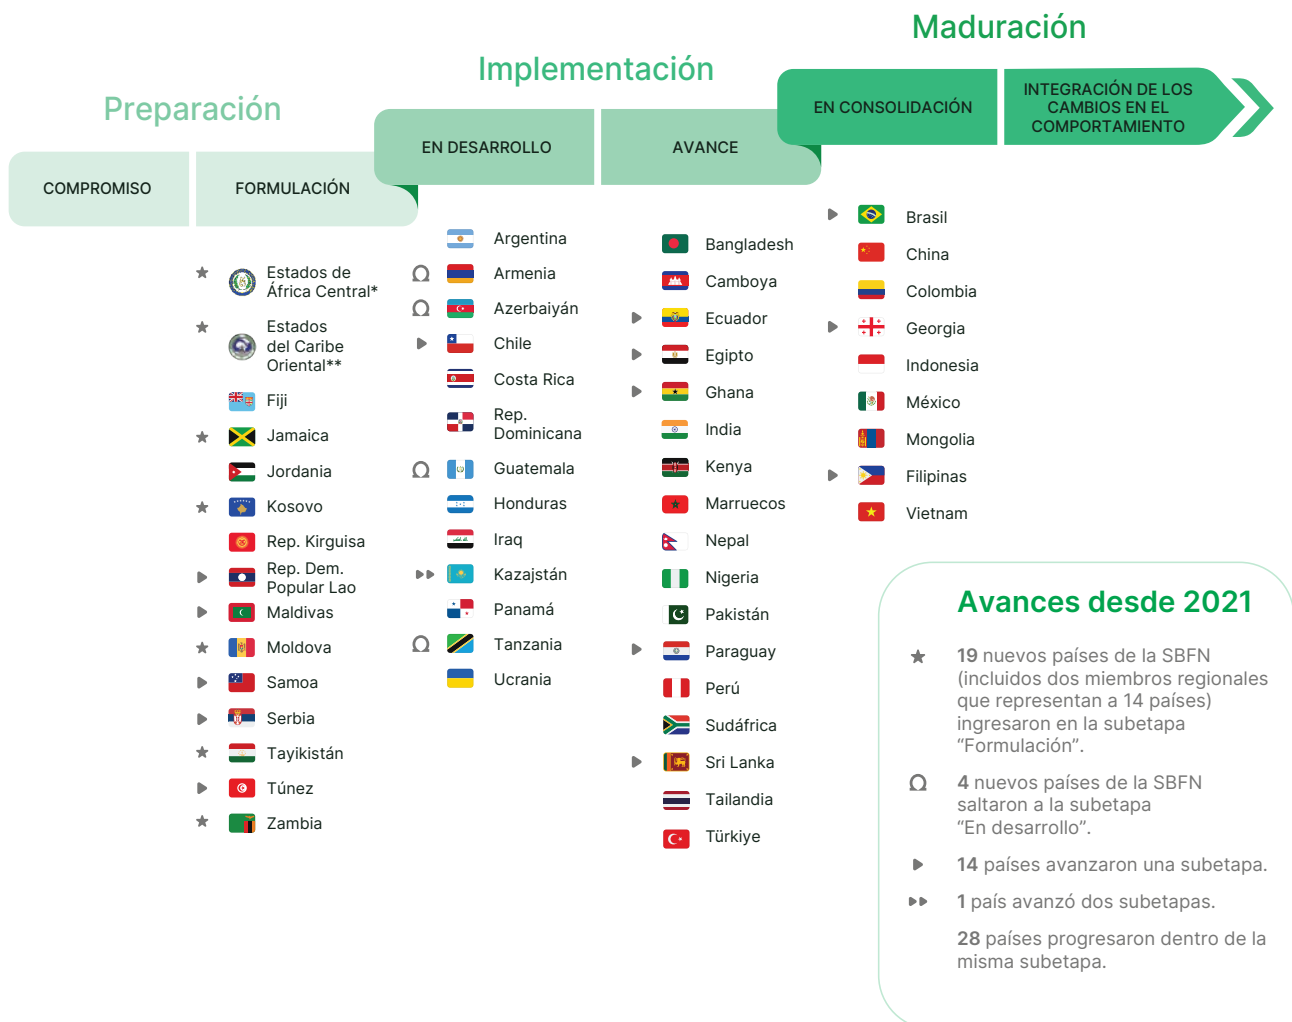 Preparación
COMPROMISO
FORMULACIÓN
Estados de
África Central*
Estados
del Caribe
Oriental**
Fiji
Jamaica
Jordania
Kosovo
Rep. Kirguisa
Rep. Dem.
Popular Lao
Maldivas
Moldova
Samoa
Serbia
Tayikistán
Túnez
Zambia
Implementación
EN DESARROLLO
Argentina
Armenia
Azerbaiyán
Chile
Costa Rica
Rep.
Dominicana
Guatemala
Honduras
Iraq
Kazajstán
Panamá
Tanzania
Ucrania
AVANCE
Bangladesh
Camboya
Ecuador
Egipto
Ghana
India
Kenya
Marruecos
Nepal
Nigeria
Pakistán
Paraguay
Perú
Sudáfrica
Sri Lanka
Tailandia
Türkiye
Maduración
EN CONSOLIDACIÓN
Brasil
China
Colombia
Georgia
Indonesia
México
Mongolia
Filipinas
Vietnam
INTEGRACIÓN DE LOS
CAMBIOS EN EL
COMPORTAMIENTO
Avances desde 2021
19 nuevos países de la SBFN
(incluidos dos miembros regionales
que representan a 14 países)
ingresaron en la subetapa
“Formulación”.
4 nuevos países de la SBFN
saltaron a la subetapa
“En desarrollo”.
14 países avanzaron una subetapa.
1 país avanzó dos subetapas.
28 países progresaron dentro de la
misma subetapa.